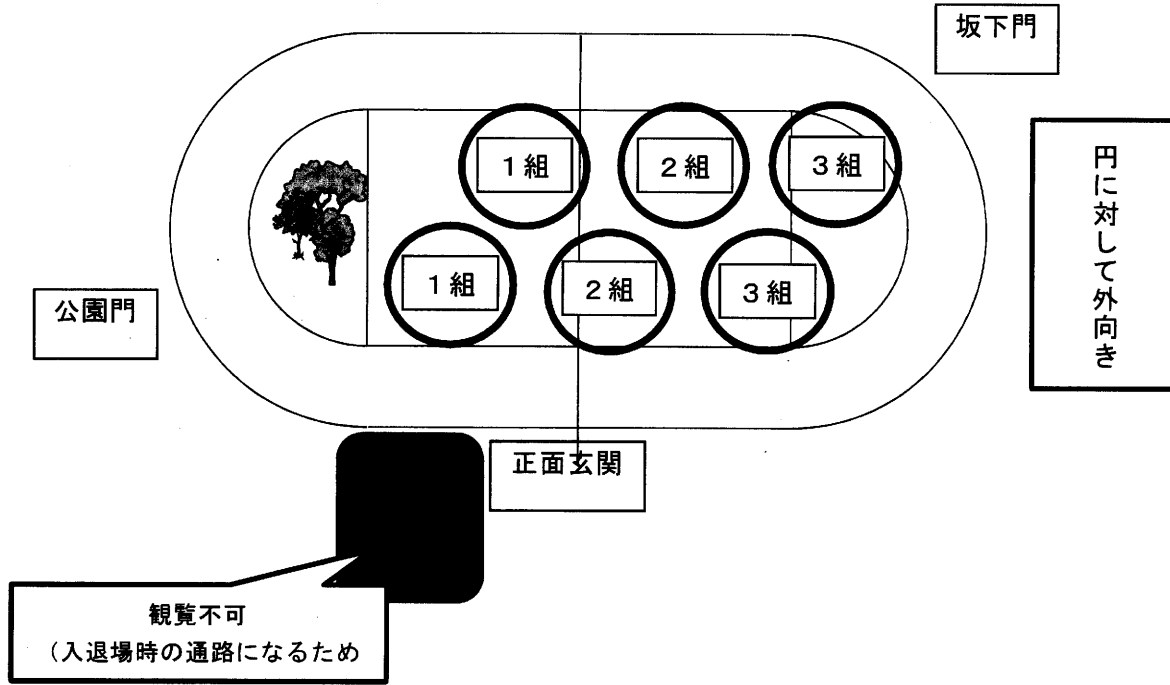 坂下門
1組
2組
3組
円に対して外向き
1組
2組
3組
公園門
正面玄関
観覧不可
（入退場時の通路になるため